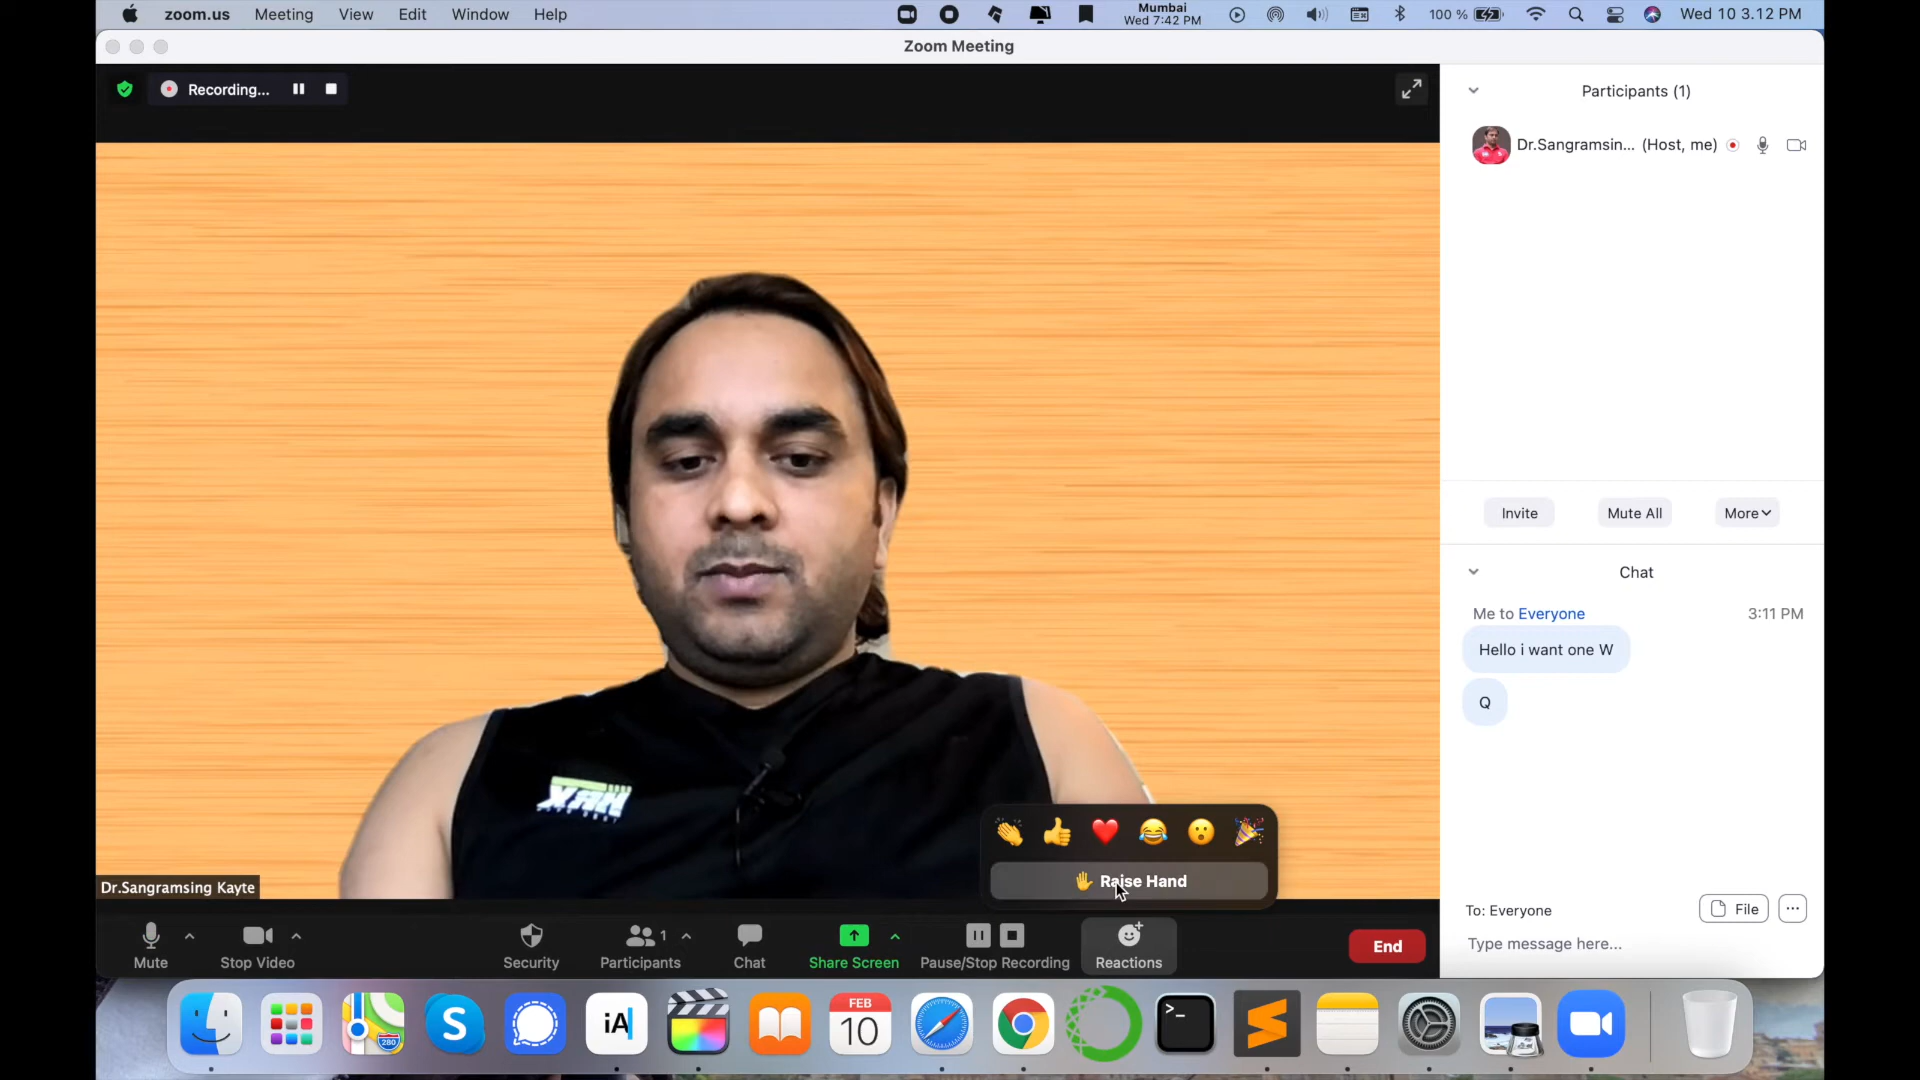 zoom.us Meeting View Edit Window Help
Mumbai
Wed 7:42 PM
100 %
Wed 10 3.12 PM
Zoom Meeting
Recording...
Participants (1)
Dr.Sangramsin... (Host, me)
Invite Mute All More
Chat
Me to Everyone 3:11 PM
Hello i want one W
Q
Dr.Sangramsing Kayte
Raise Hand
To: Everyone File
Type message here...
1
Mute Stop Video Security Participants Chat Share Screen Pause/Stop Recording Reactions End
S iA FEB >_
280 10